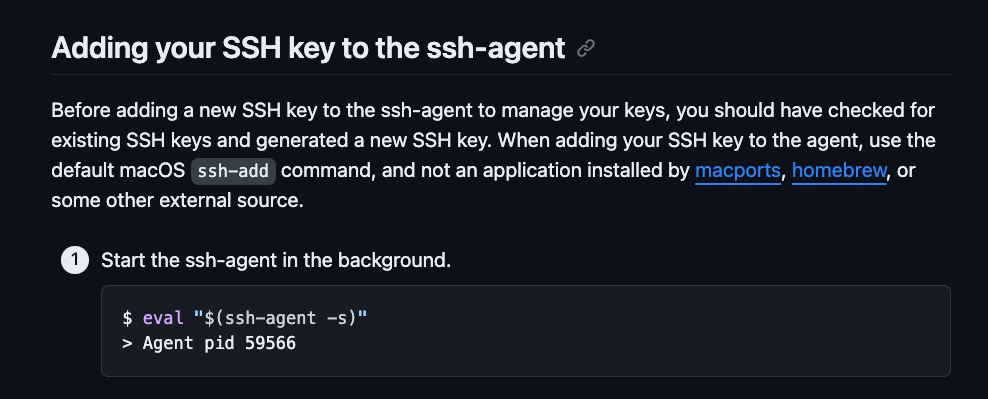 Adding your SSH key to the ssh-agent
Before adding a new SSH key to the ssh-agent to manage your keys, you should have checked for
existing SSH keys and generated a new SSH key. When adding your SSH key to the agent, use the
default macOS ssh-add command, and not an application installed by macports, homebrew, or
some other external source.
1 Start the ssh-agent in the background.
$ eval "$(ssh-agent -s)"
> Agent pid 59566